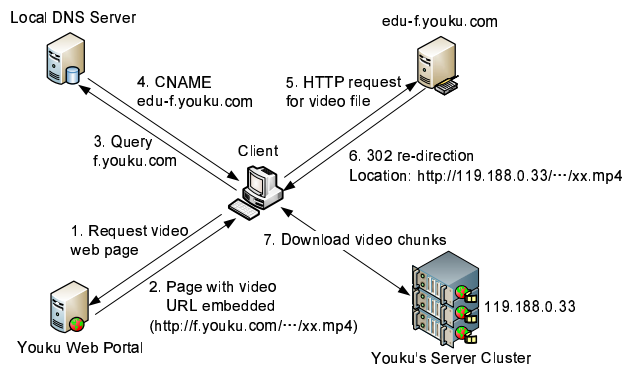 Local DNS Server
edu-f.youku.com
4. CNAME
edu-f.youku.com
5. HTTP request
for video file
3. Query
f.youku.com
Client
6. 302 re-direction
Location: http://119.188.0.33/···/xx.mp4
1. Request video
web page
7. Download video chunks
2. Page with video
URL embedded
(http://f.youku.com/···/xx.mp4)
119.188.0.33
Youku Web Portal
Youku's Server Cluster